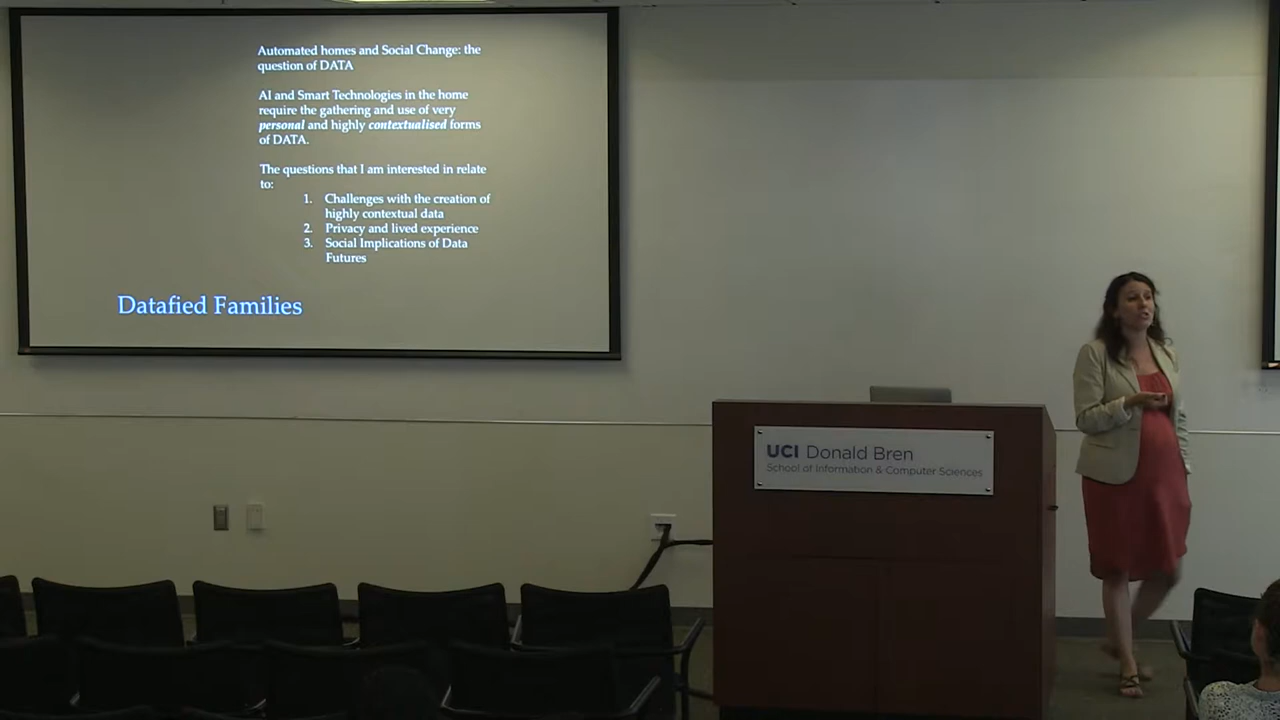 Automated homes and Social Change: the
question of DATA
AI and Smart Technologies in the home
require the gathering and use of very
personal and highly contextualised forms
of DATA.
The questions that I am interested in relate
to:
1. Challenges with the creation of
highly contextual data
2. Privacy and lived experience
3. Social Implications of Data
Futures
Datafied Families
UCI Donald Bren
School of Information & Computer Sciences